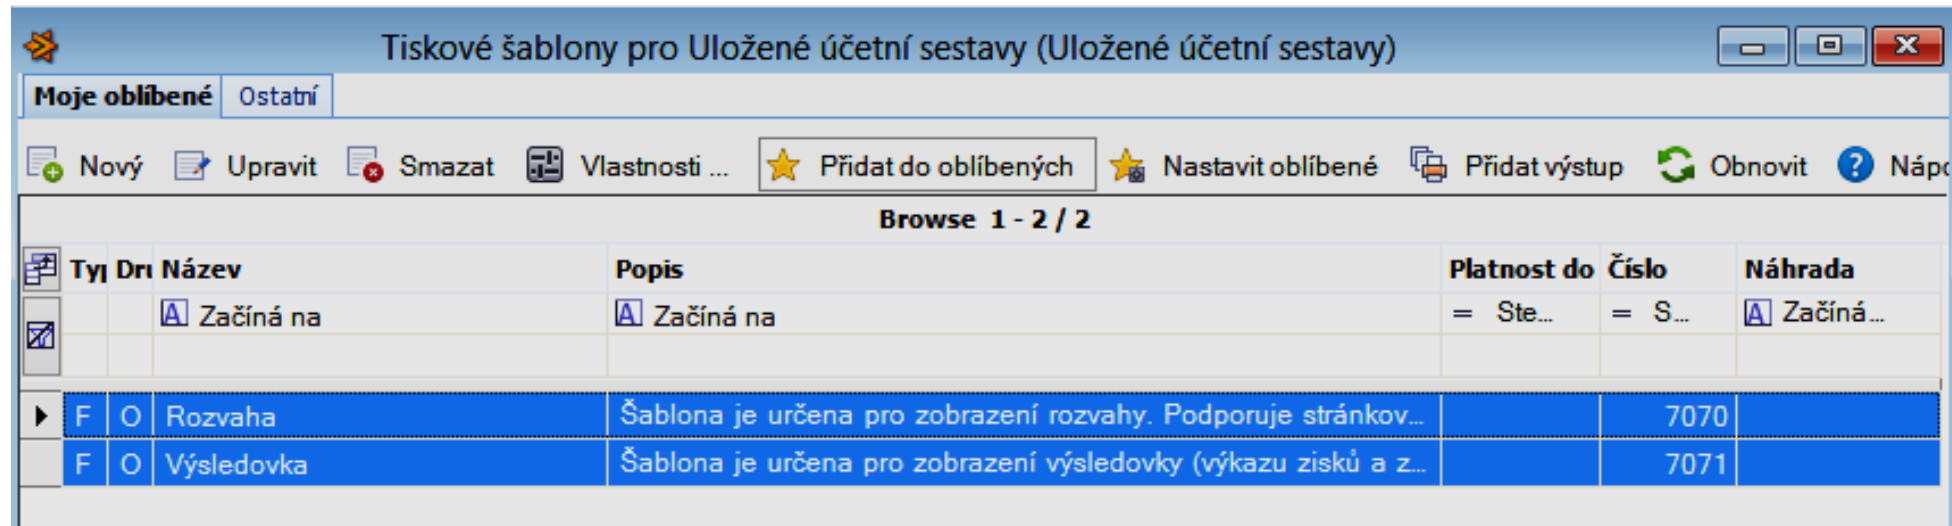 Tiskové šablony pro Uložené účetní sestavy (Uložené účetní sestavy)
Moje oblíbené Ostatní
Nový Upravit Smazat Vlastnosti ... Přidat do oblíbených Nastavit oblíbené Přidat výstup Obnovit ? Nápo
Browse 1 - 2 / 2
Typ Dru Název Popis Platnost do Číslo Náhrada
A Začíná na A Začíná na = Ste... = S... A Začíná...
F O Rozvaha Šablona je určena pro zobrazení rozvahy. Podporuje stránkov... 7070
F O Výsledovka Šablona je určena pro zobrazení výsledovky (výkazu zisků a z... 7071